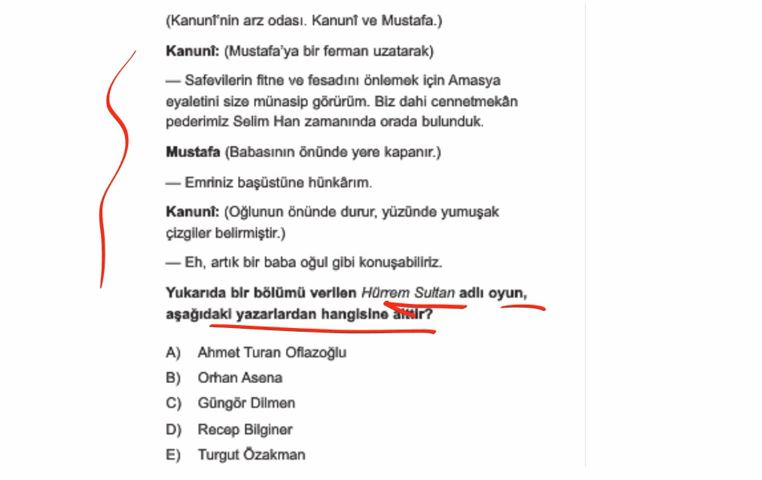 (Kanunî'nin arz odası. Kanunî ve Mustafa.)
Kanunî: (Mustafa'ya bir ferman uzatarak)
— Safevilerin fitne ve fesadını önlemek için Amasya
eyaletini size münasip görürüm. Biz dahi cennetmekân
pederimiz Selim Han zamanında orada bulunduk.
Mustafa (Babasının önünde yere kapanır.)
— Emriniz başüstüne hünkârım.
Kanunî: (Oğlunun önünde durur, yüzünde yumuşak
çizgiler belirmiştir.)
— Eh, artık bir baba oğul gibi konuşabiliriz.
Yukarıda bir bölümü verilen Hürrem Sultan adlı oyun,
aşağıdaki yazarlardan hangisine aittir?
A) Ahmet Turan Oflazoğlu
B) Orhan Asena
C) Güngör Dilmen
D) Recep Bilginer
E) Turgut Özakman